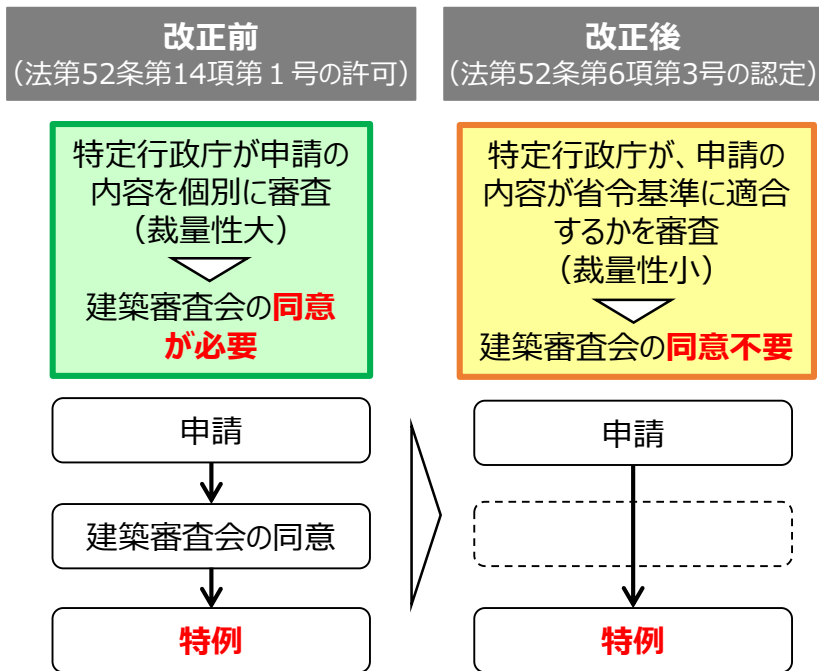 改正前
（法第52条第14項第１号の許可）
特定行政庁が申請の
内容を個別に審査
（裁量性大）
建築審査会の同意
が必要
申請
建築審査会の同意
特例
改正後
（法第52条第6項第3号の認定）
特定行政庁が、申請の
内容が省令基準に適合
するかを審査
（裁量性小）
建築審査会の同意不要
申請
特例